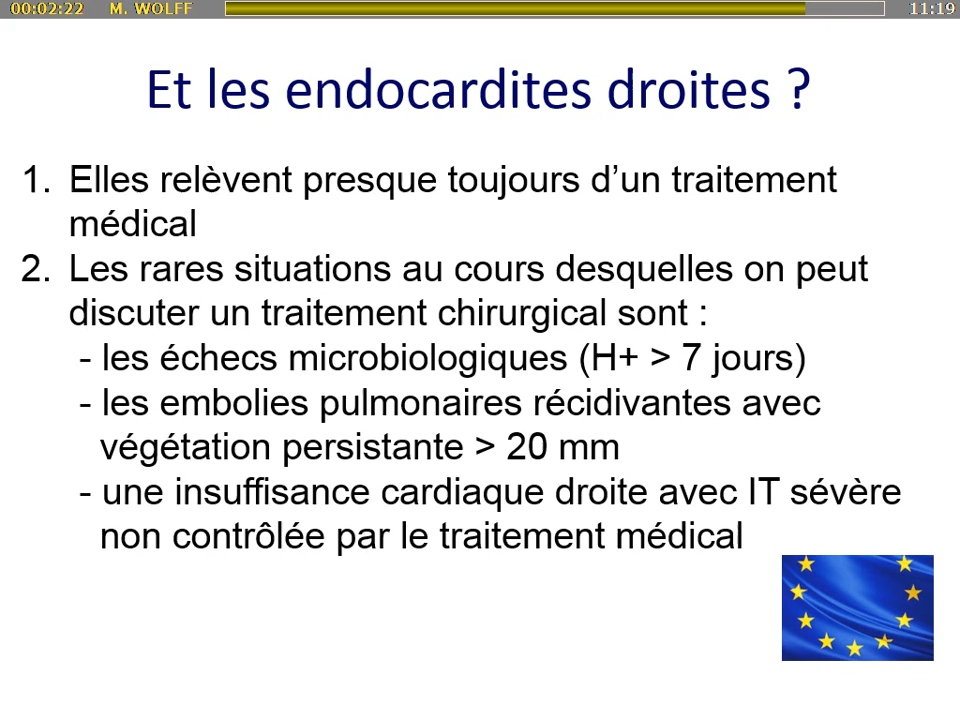 00:02:22 M. WOLFF 11:19
Et les endocardites droites ?
1. Elles relèvent presque toujours d’un traitement
médical
2. Les rares situations au cours desquelles on peut
discuter un traitement chirurgical sont :
- les échecs microbiologiques (H+ > 7 jours)
- les embolies pulmonaires récidivantes avec
végétation persistante > 20 mm
- une insuffisance cardiaque droite avec IT sévère
non contrôlée par le traitement médical